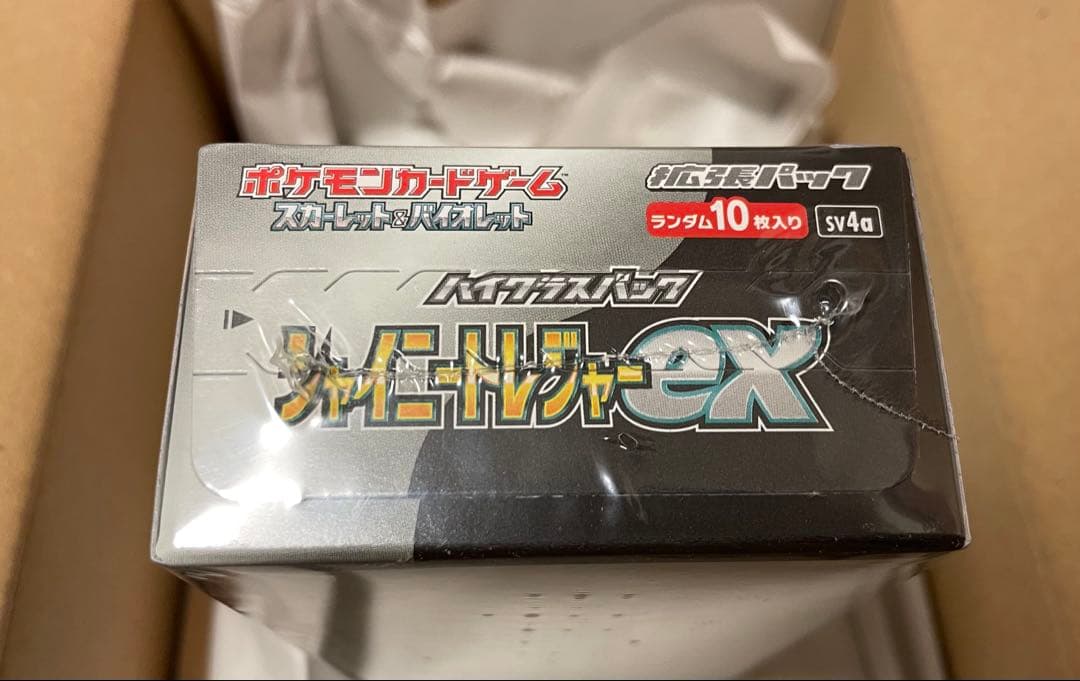 ポケモンカードゲーム™
スカーレット&バイオレット
拡張パック
ランダム10枚入り
sv4a
ハイクラスパック
シャイニートレジャーex